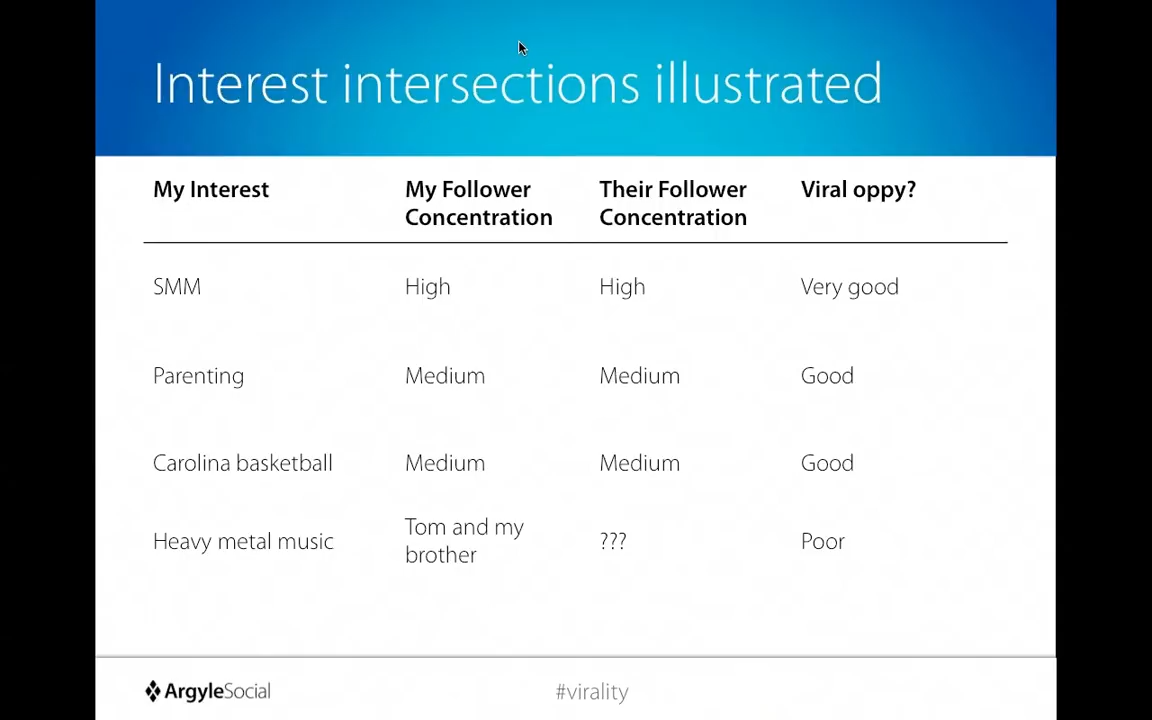 Interest intersections illustrated
My Interest My Follower Concentration Their Follower Concentration Viral oppy?
SMM High High Very good
Parenting Medium Medium Good
Carolina basketball Medium Medium Good
Heavy metal music Tom and my brother ??? Poor
ArgyleSocial #virality